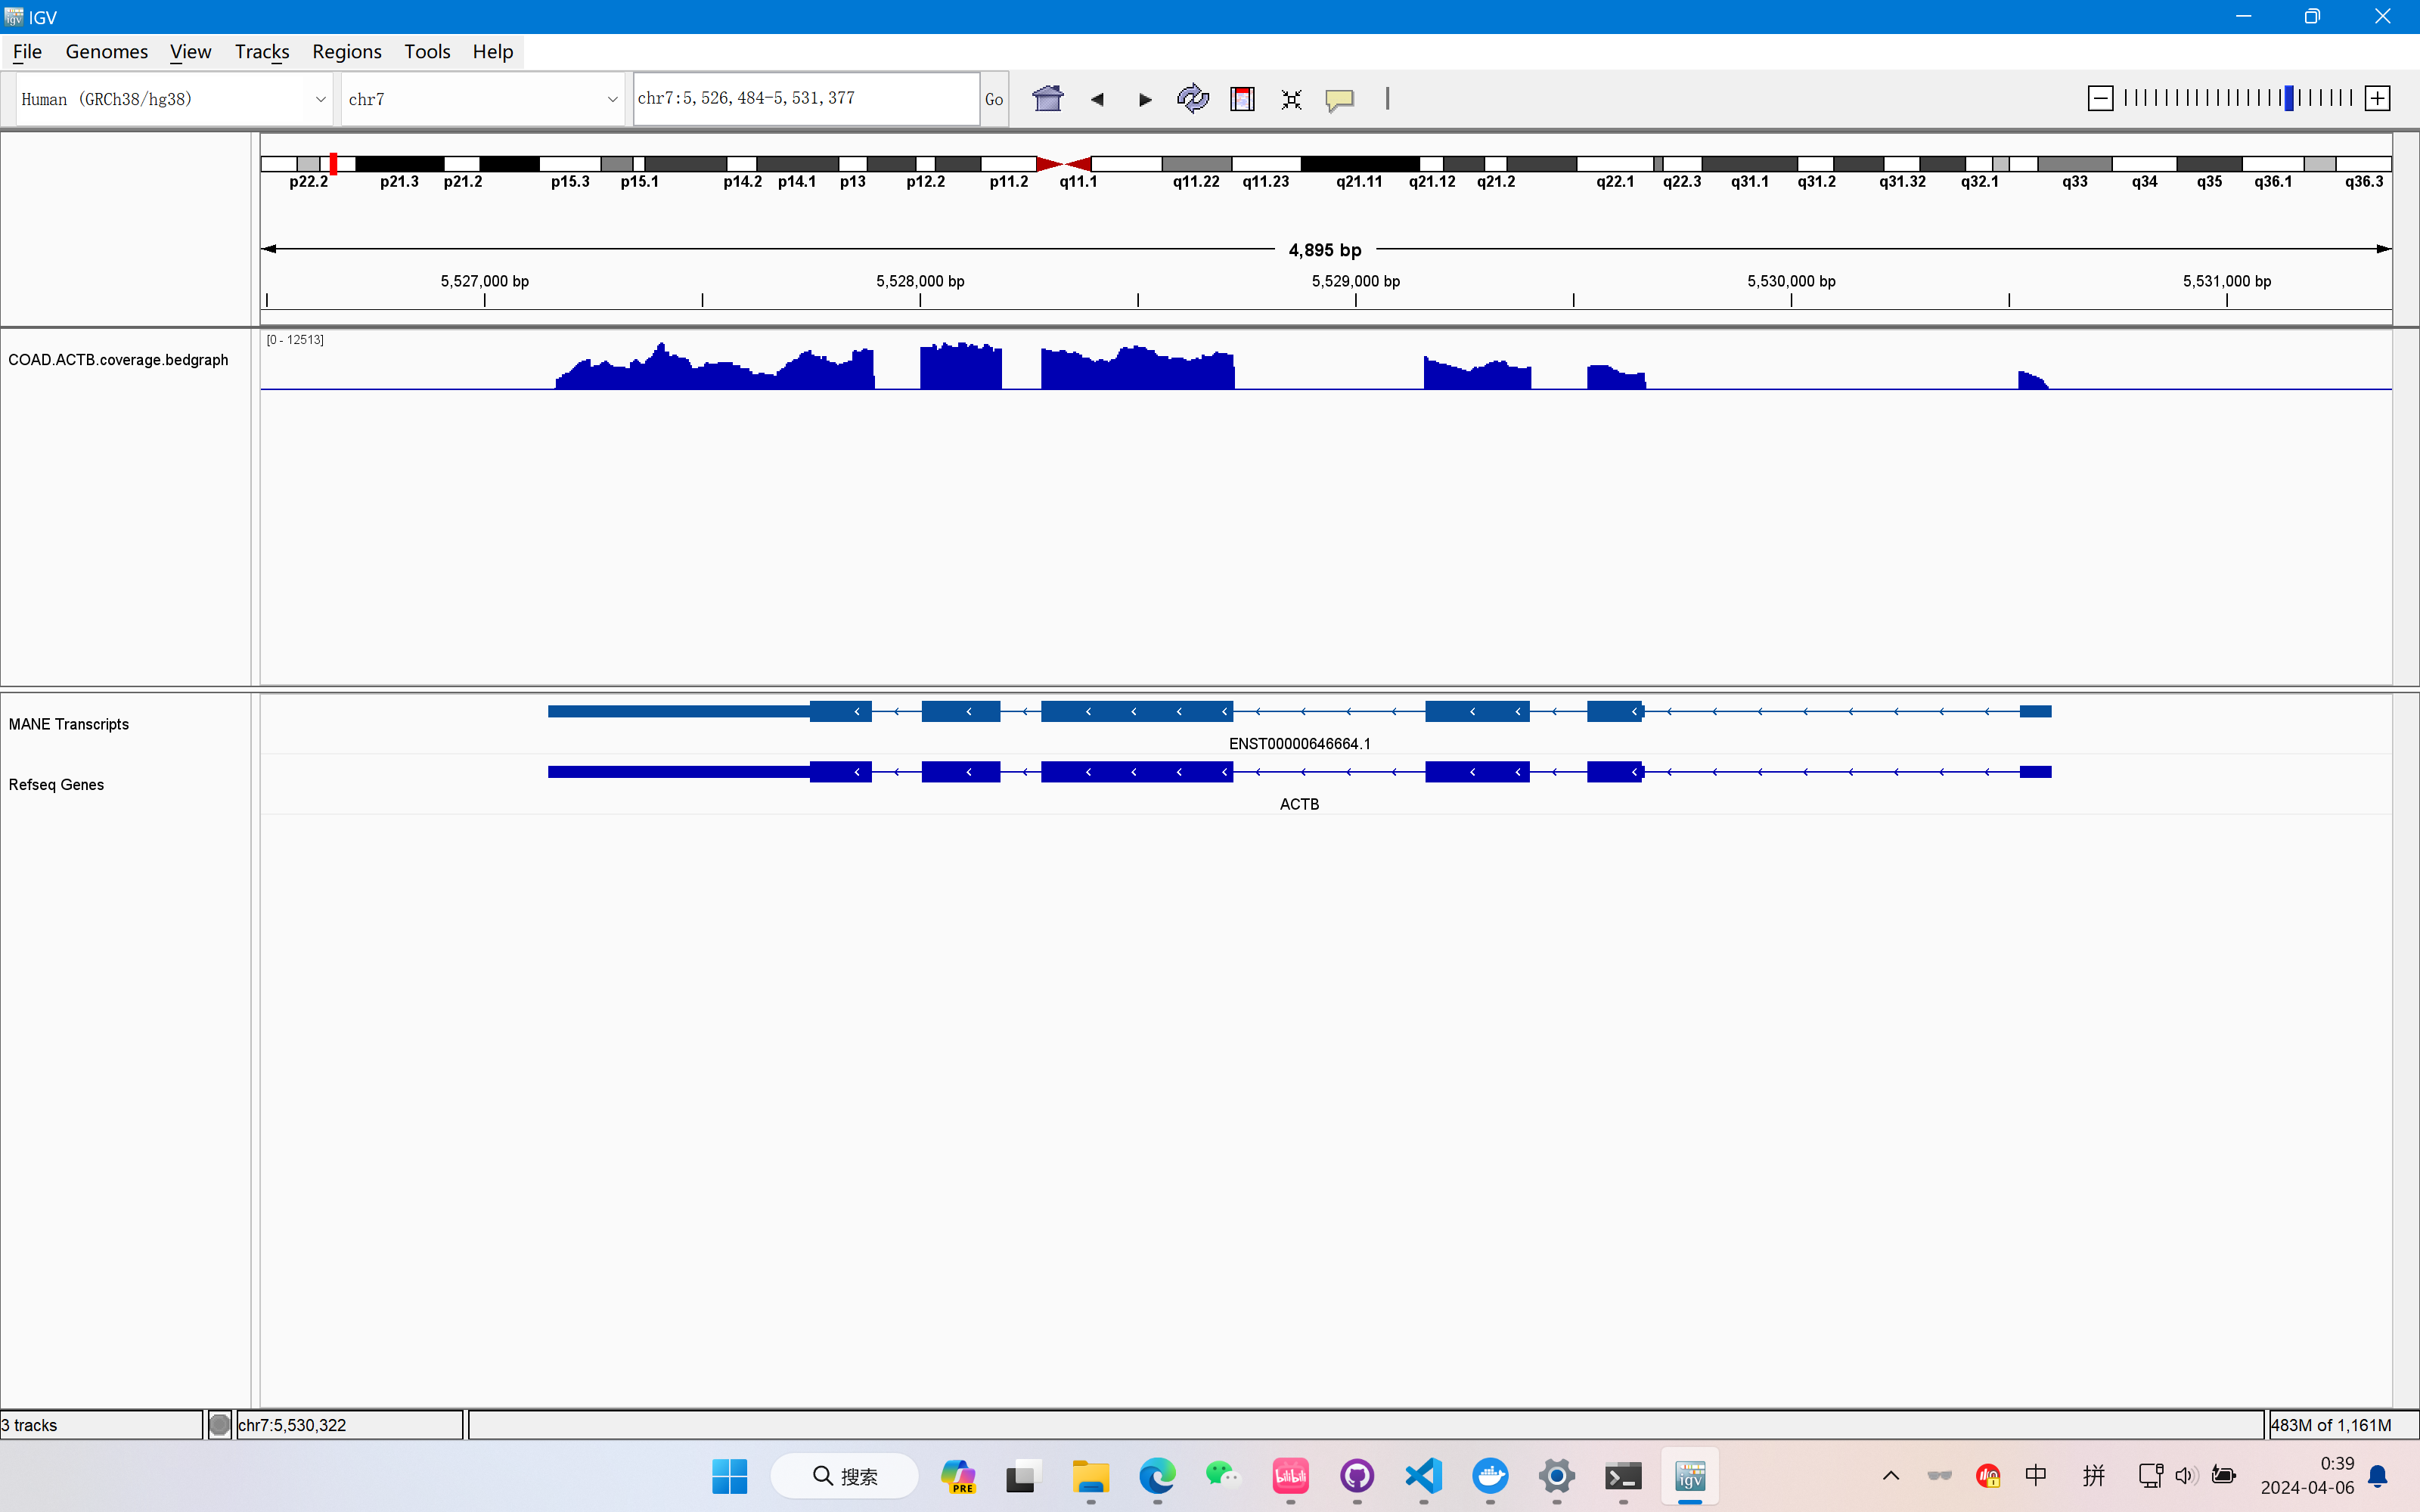 IGV
File Genomes View Tracks Regions Tools Help
Human (GRCh38/hg38) chr7 chr7:5,526,484-5,531,377 Go
p22.2 p21.3 p21.2 p15.3 p15.1 p14.2 p14.1 p13 p12.2 p11.2 q11.1 q11.22 q11.23 q21.11 q21.12 q21.2 q22.1 q22.3 q31.1 q31.2 q31.32 q32.1 q33 q34 q35 q36.1 q36.3
4,895 bp
5,527,000 bp 5,528,000 bp 5,529,000 bp 5,530,000 bp 5,531,000 bp
[0 - 12513]
COAD.ACTB.coverage.bedgraph
MANE Transcripts
ENST00000646664.1
Refseq Genes
ACTB
3 tracks chr7:5,530,322 483M of 1,161M
搜索 PRE bilibili igv 中 拼 0:39
2024-04-06